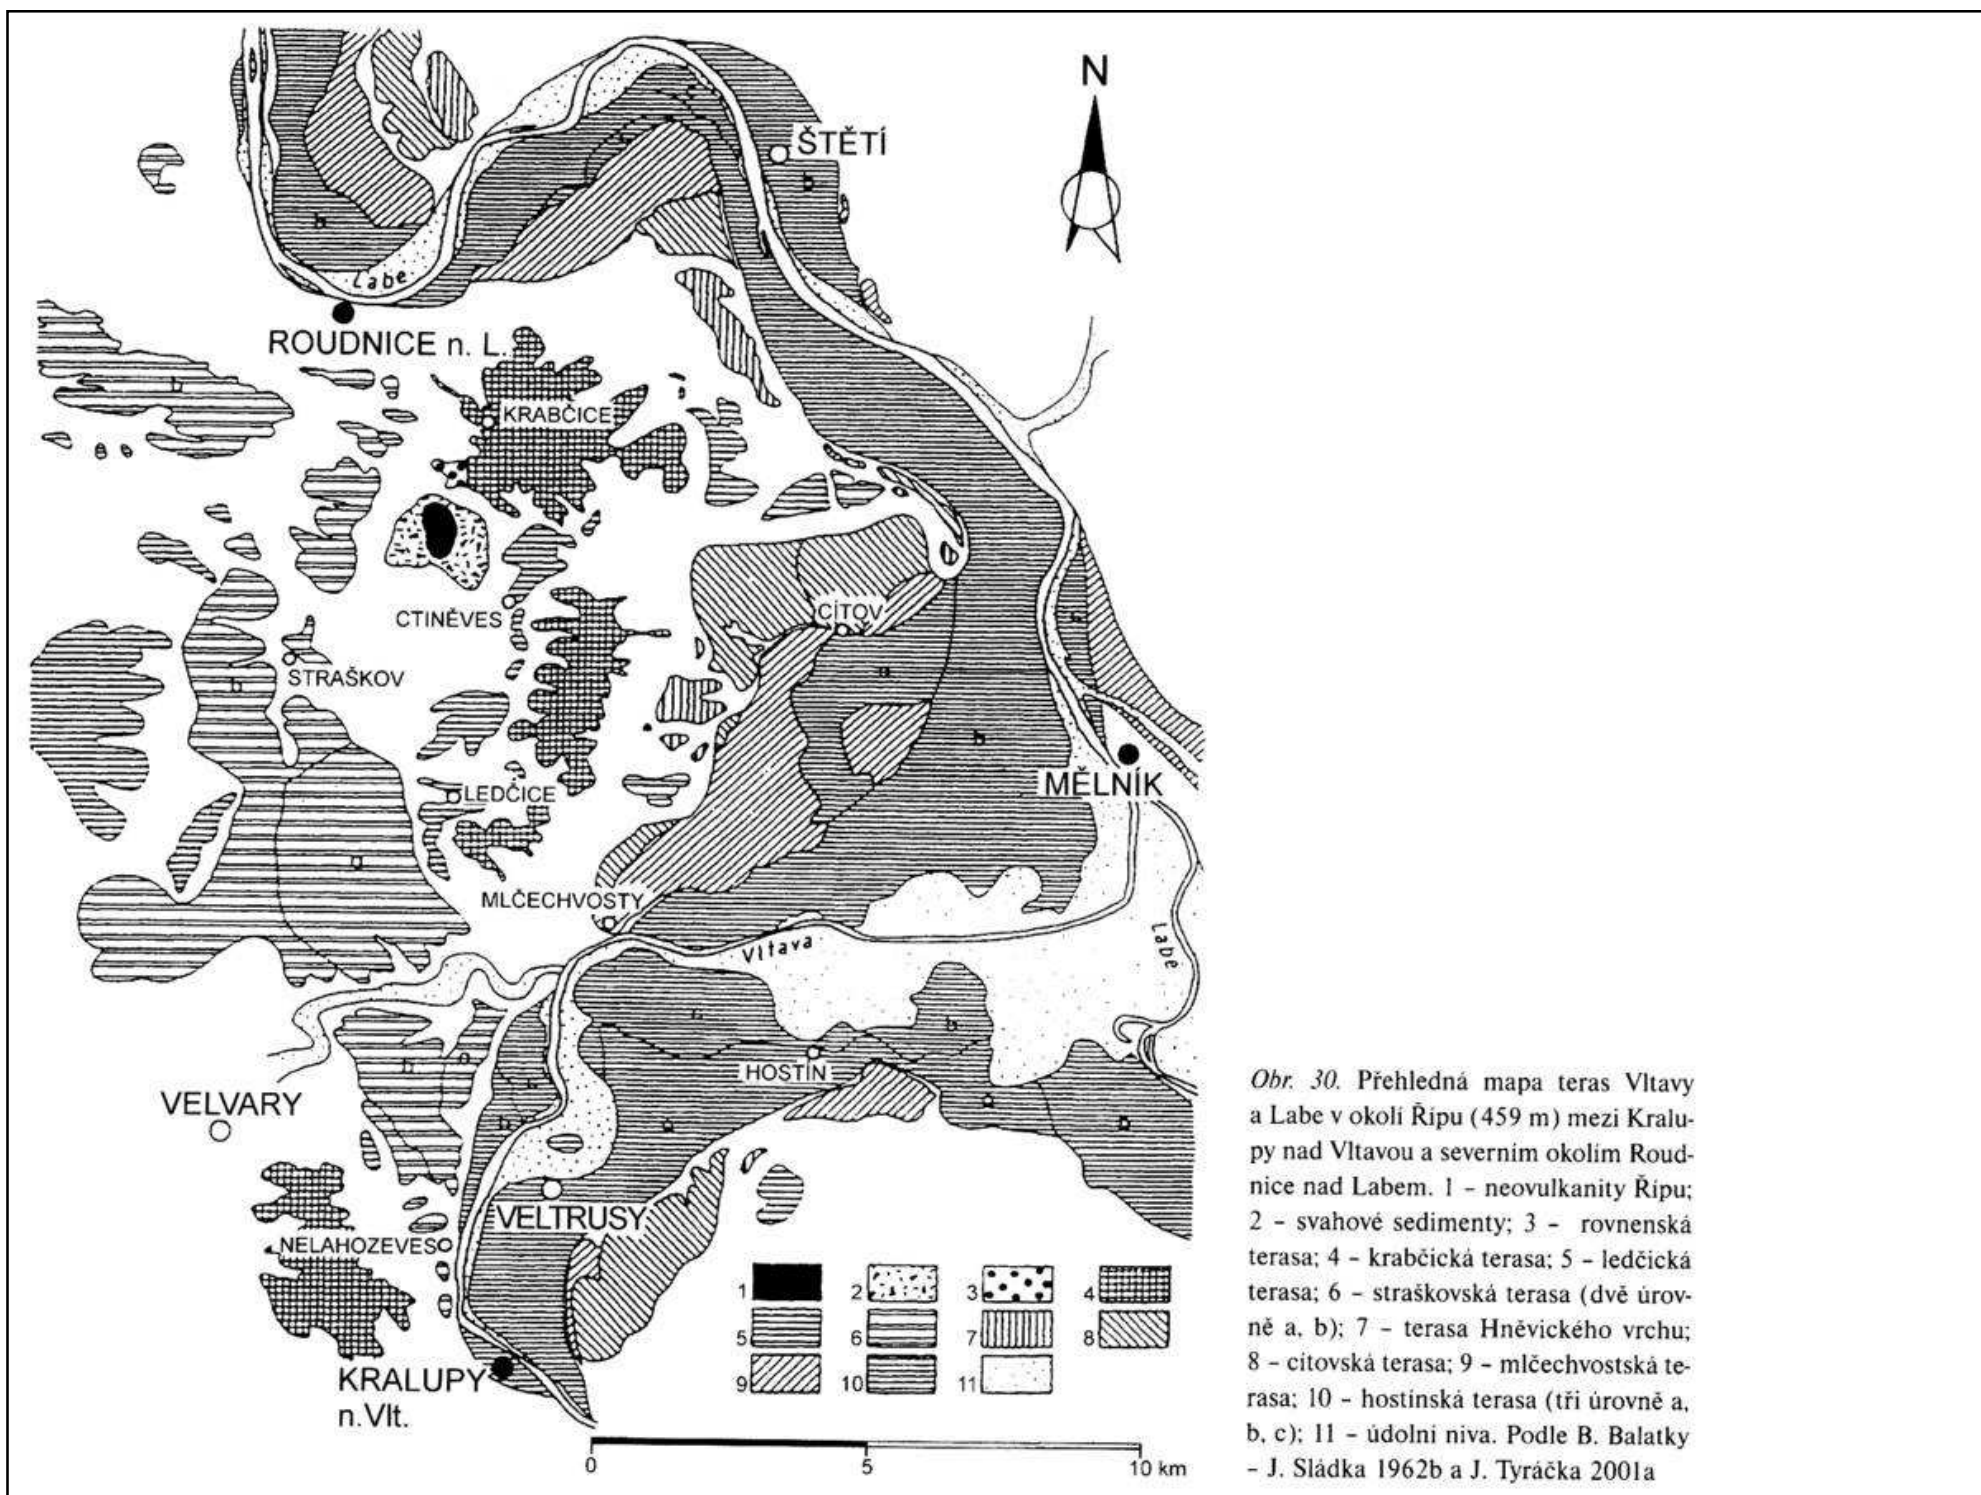 N
ŠTĚTÍ
b
b
Labe
ROUDNICE n. L.
b
KRABČICE
CTINĚVES
CÍTOV
c
STRAŠKOV
b
a
b
MĚLNÍK
LEDČICE
a
MLČECHVOSTY
Vltava
Labe
c
b
b
a
HOSTÍN
VELVARY
c
b
a
a
b
VELTRUSY
NELAHOZEVES
KRALUPY
n.Vlt.
1
2
3
4
5
6
7
8
9
10
11
0
5
10 km
Obr. 30. Přehledná mapa teras Vltavy
a Labe v okolí Řípu (459 m) mezi Kralu-
py nad Vltavou a severním okolím Roud-
nice nad Labem. 1 – neovulkanity Řípu;
2 – svahové sedimenty; 3 – rovnenská
terasa; 4 – krabčická terasa; 5 – ledčická
terasa; 6 – straškovská terasa (dvě úrov-
ně a, b); 7 – terasa Hněvického vrchu;
8 – cítovská terasa; 9 – mlčechvostská te-
rasa; 10 – hostínská terasa (tři úrovně a,
b, c); 11 – údolní niva. Podle B. Balatky
– J. Sládka 1962b a J. Tyráčka 2001a